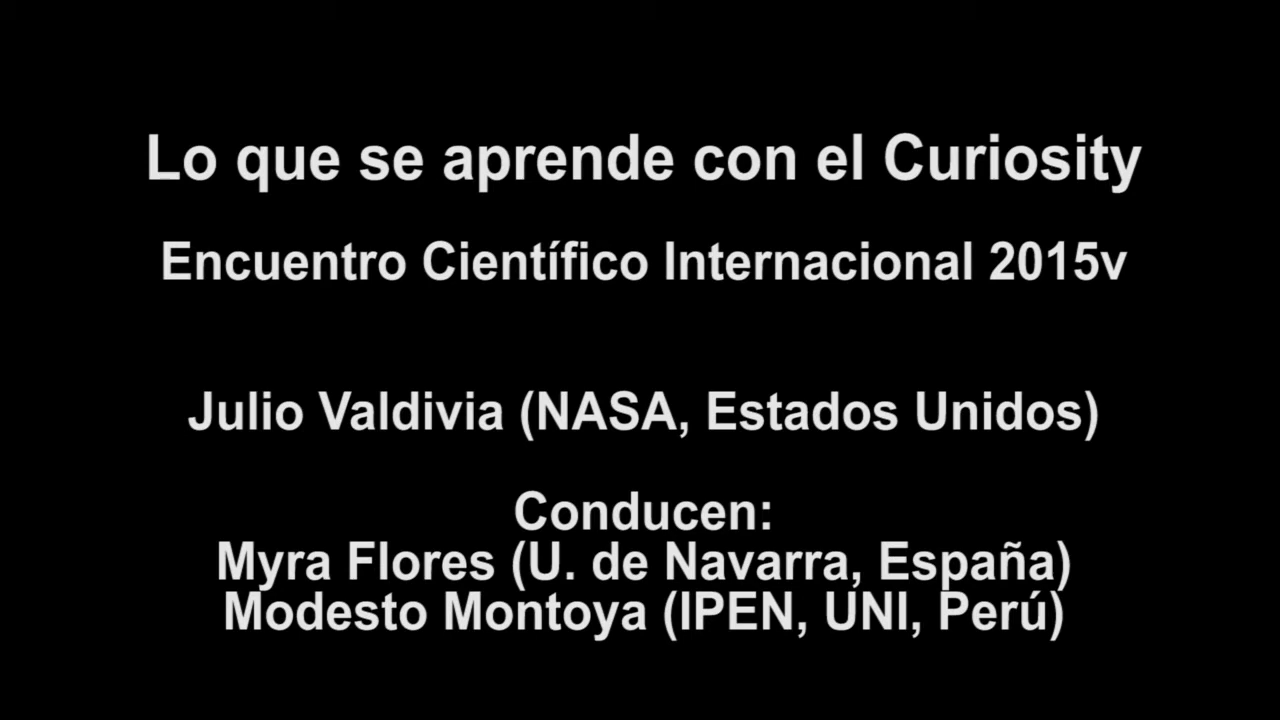 Lo que se aprende con el Curiosity
Encuentro Científico Internacional 2015v
Julio Valdivia (NASA, Estados Unidos)
Conducen:
Myra Flores (U. de Navarra, España)
Modesto Montoya (IPEN, UNI, Perú)